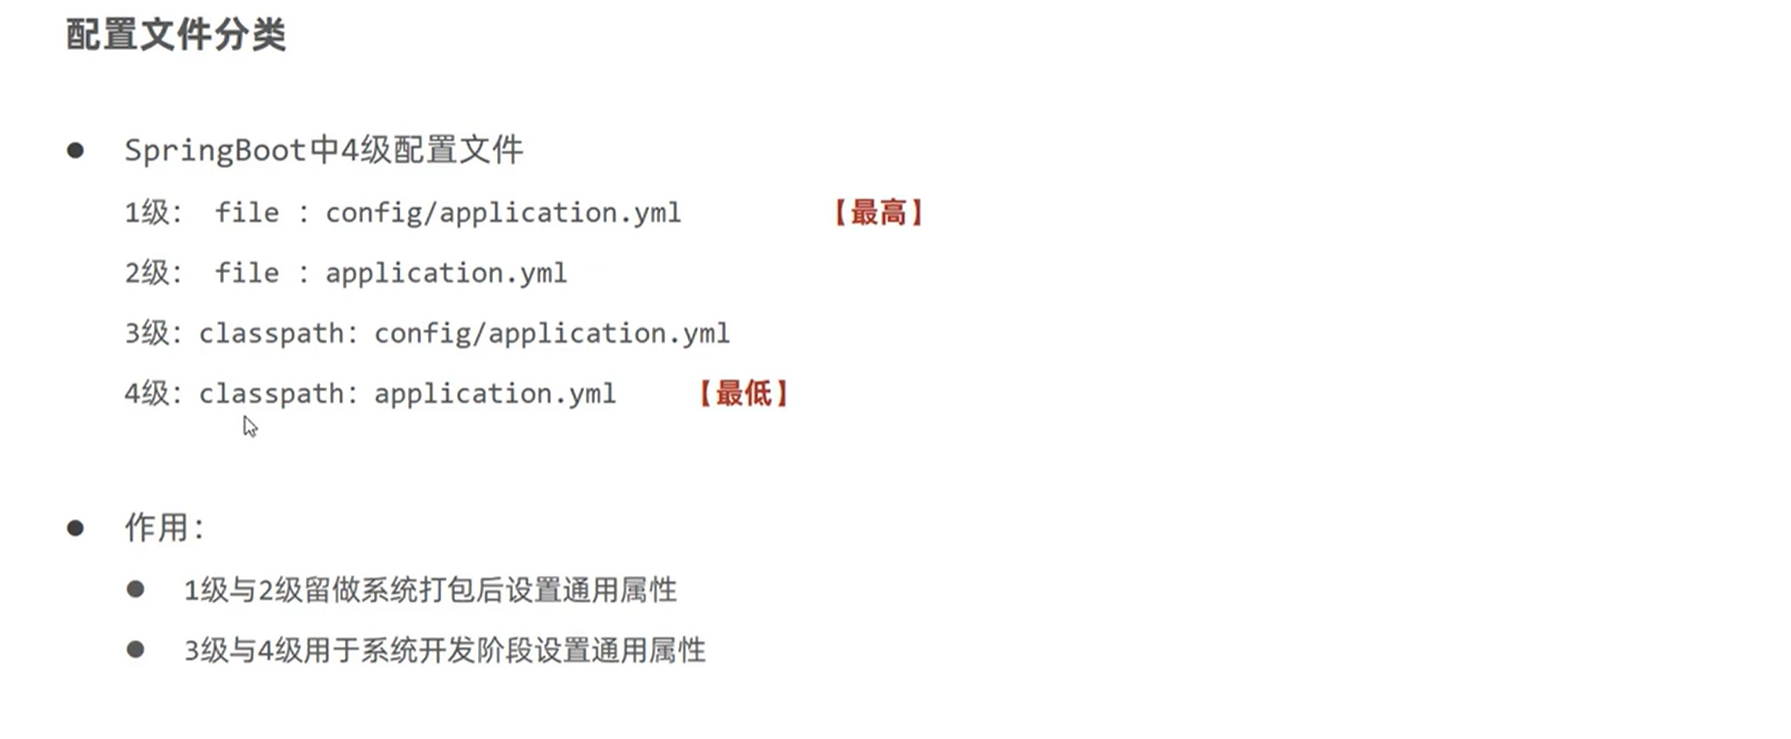 配置文件分类
● SpringBoot中4级配置文件
1级： file ：config/application.yml 【最高】
2级： file ：application.yml
3级：classpath：config/application.yml
4级：classpath：application.yml 【最低】
● 作用：
● 1级与2级留做系统打包后设置通用属性
● 3级与4级用于系统开发阶段设置通用属性